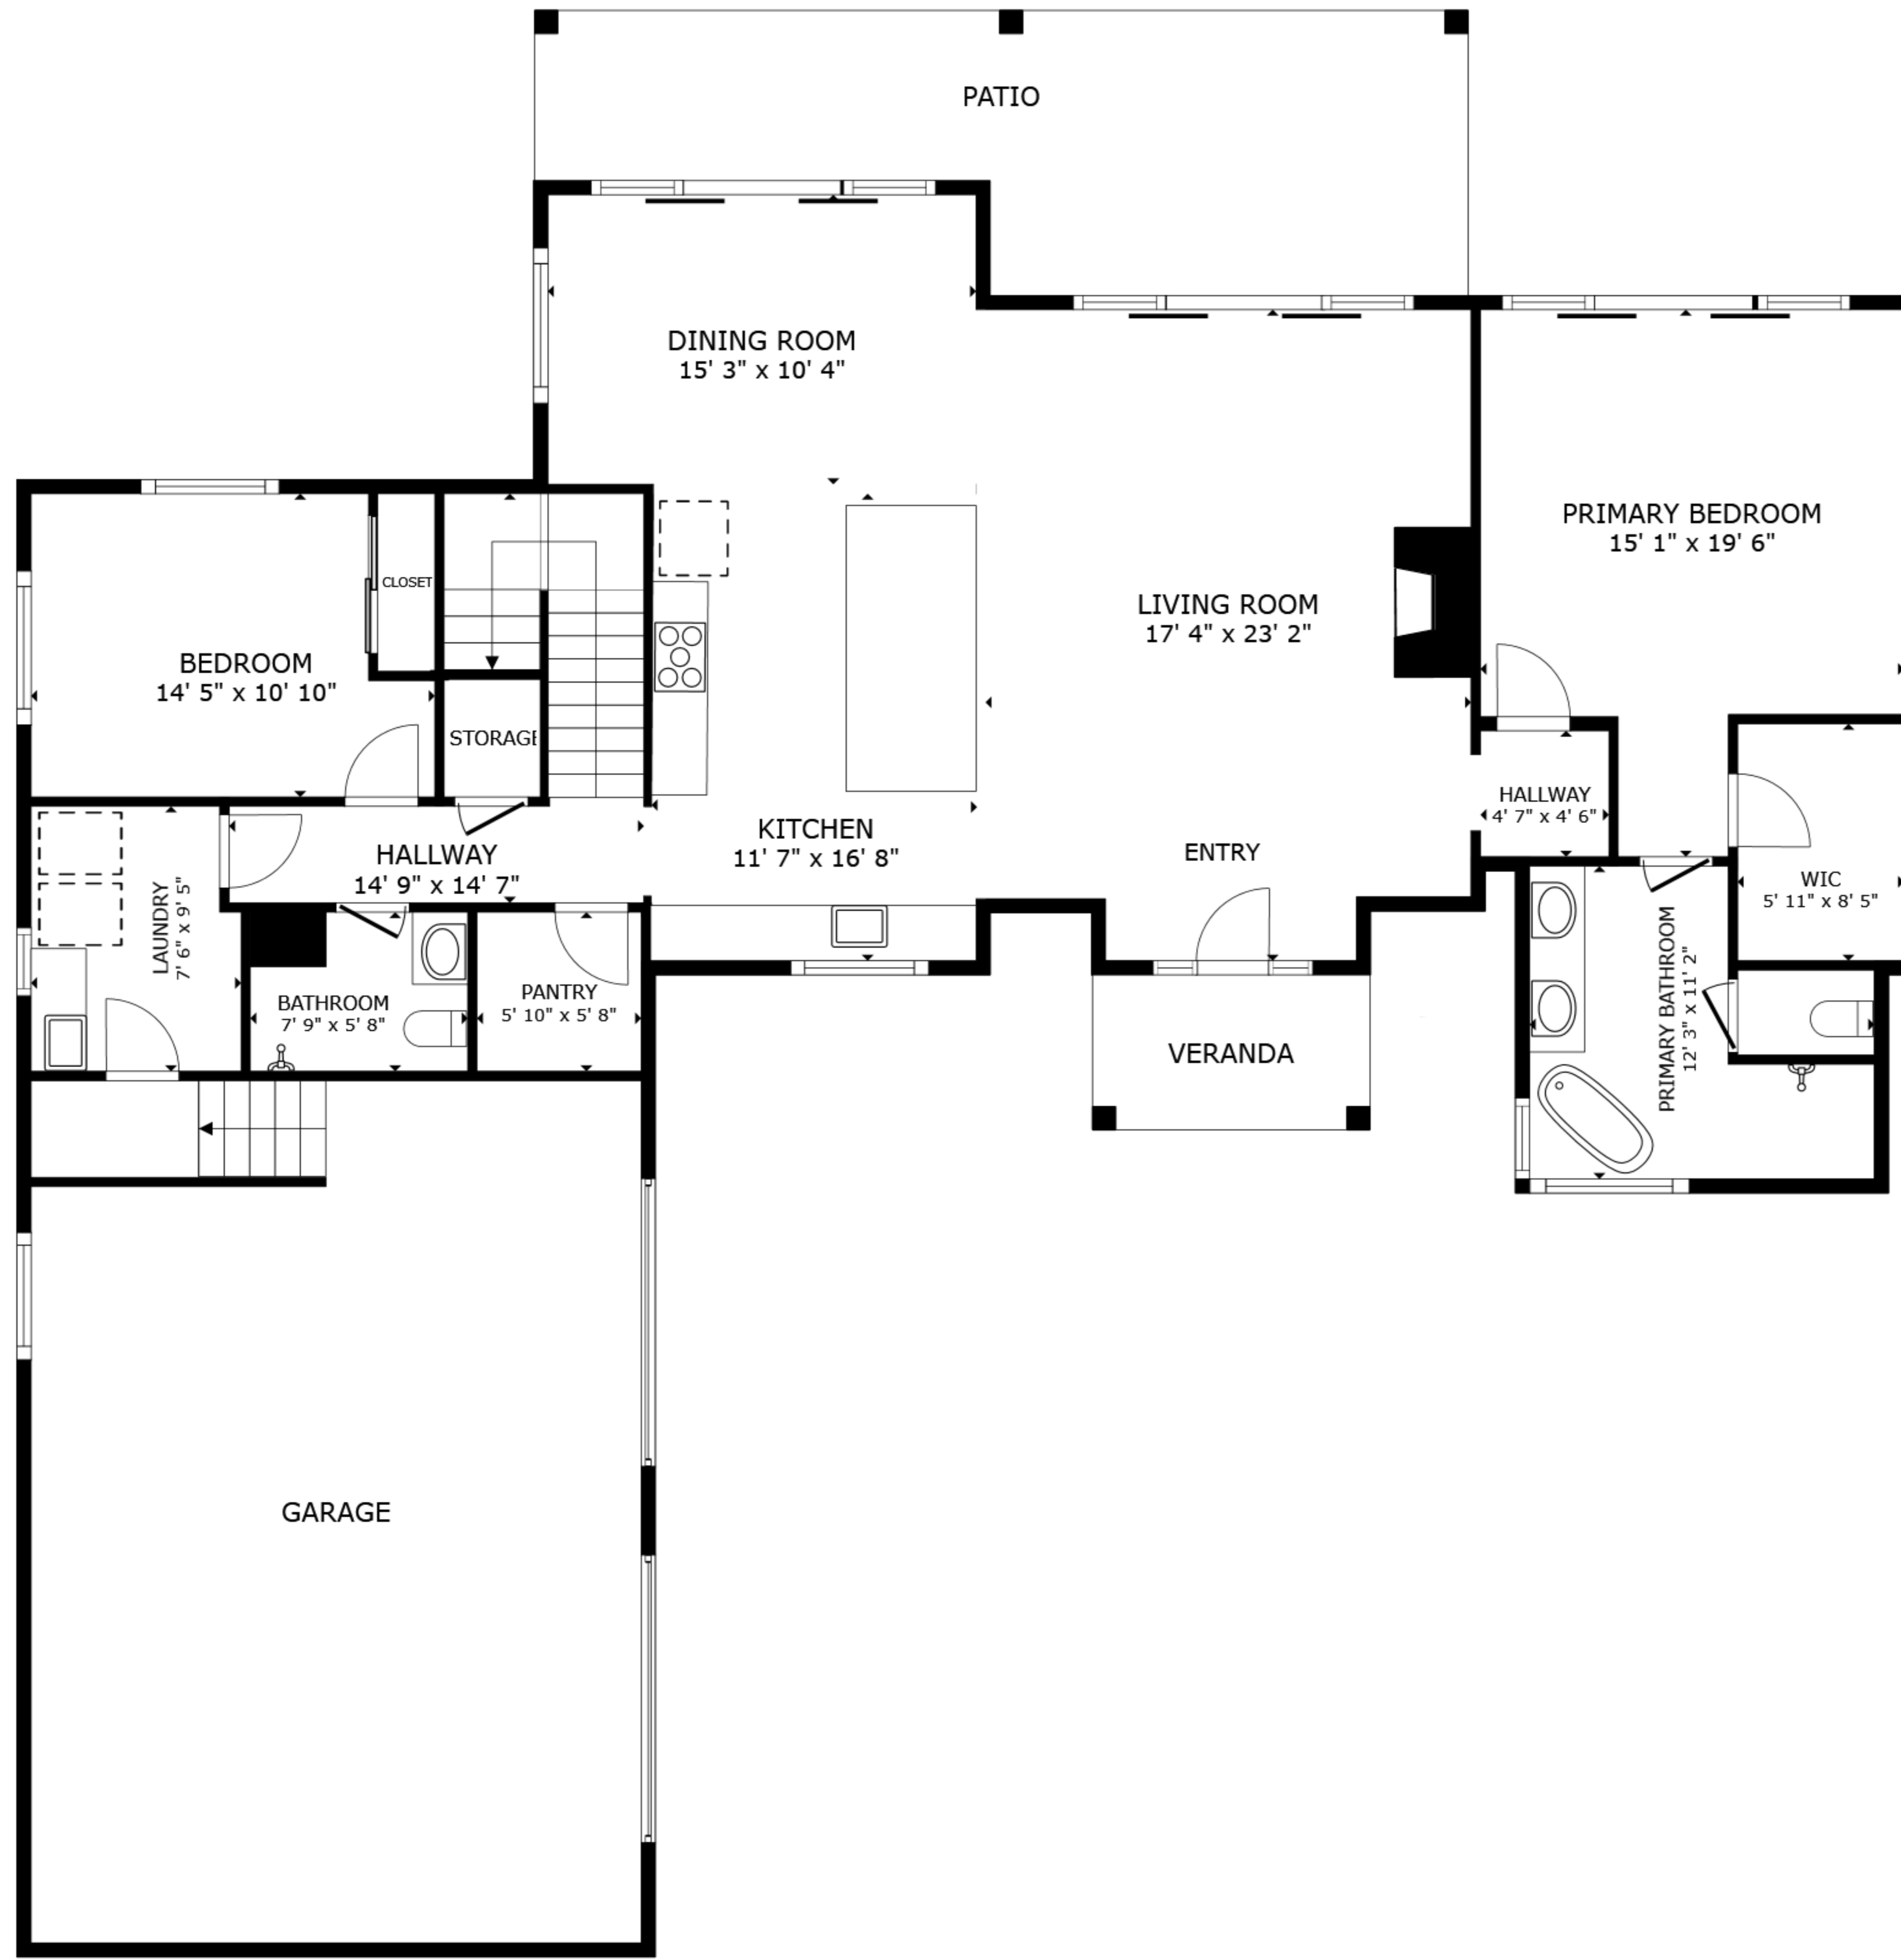 PATIO
DINING ROOM
15' 3" x 10' 4"
PRIMARY BEDROOM
15' 1" x 19' 6"
CLOSET
LIVING ROOM
17' 4" x 23' 2"
BEDROOM
14' 5" x 10' 10"
STORAGE
HALLWAY
4' 7" x 4' 6"
KITCHEN
11' 7" x 16' 8"
ENTRY
HALLWAY
14' 9" x 14' 7"
WIC
5' 11" x 8' 5"
LAUNDRY
7' 6" x 9' 5"
BATHROOM
7' 9" x 5' 8"
PANTRY
5' 10" x 5' 8"
PRIMARY BATHROOM
12' 3" x 11' 2"
VERANDA
GARAGE